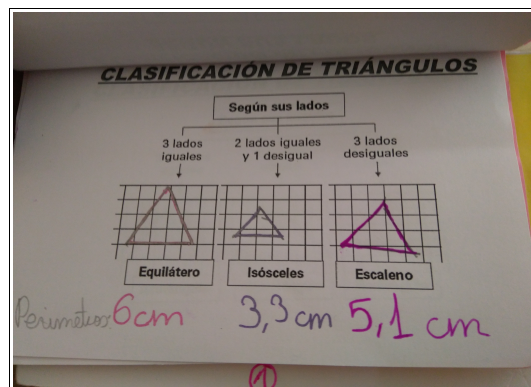 CLASIFICACIÓN DE TRIÁNGULOS
Según sus lados
3 lados iguales
2 lados iguales y 1 desigual
3 lados desiguales
Equilátero Isósceles Escaleno
Perimetros 6cm 3,3 cm 5,1 cm
1